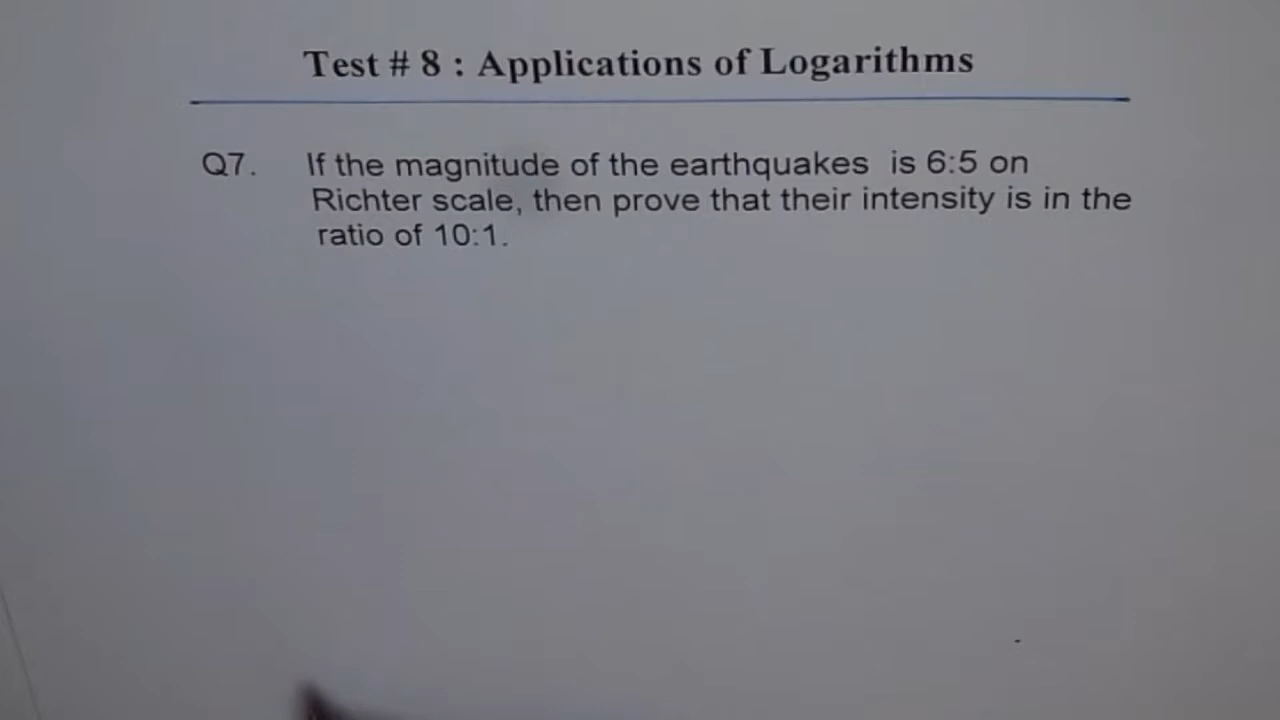 Test # 8 : Applications of Logarithms
Q7. If the magnitude of the earthquakes is 6:5 on
Richter scale, then prove that their intensity is in the
ratio of 10:1.